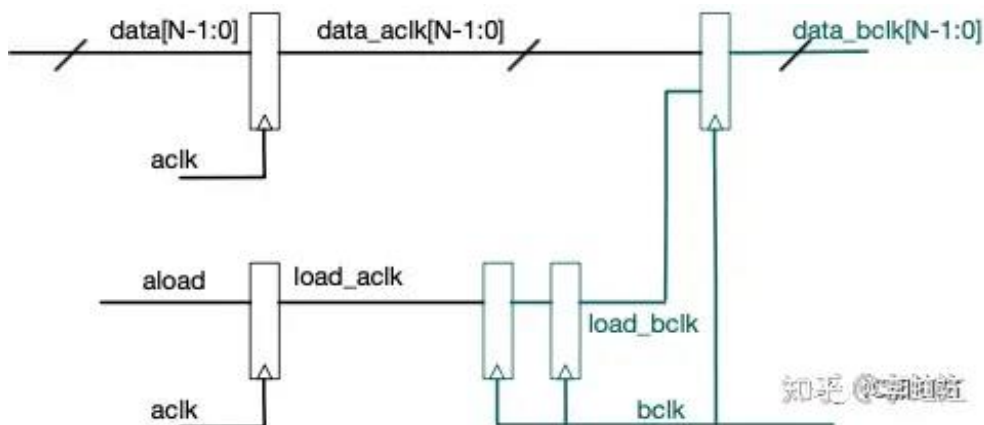 data[N-1:0] data_aclk[N-1:0] data_bclk[N-1:0]
aclk
aload load_aclk
load_bclk
aclk bclk
知乎